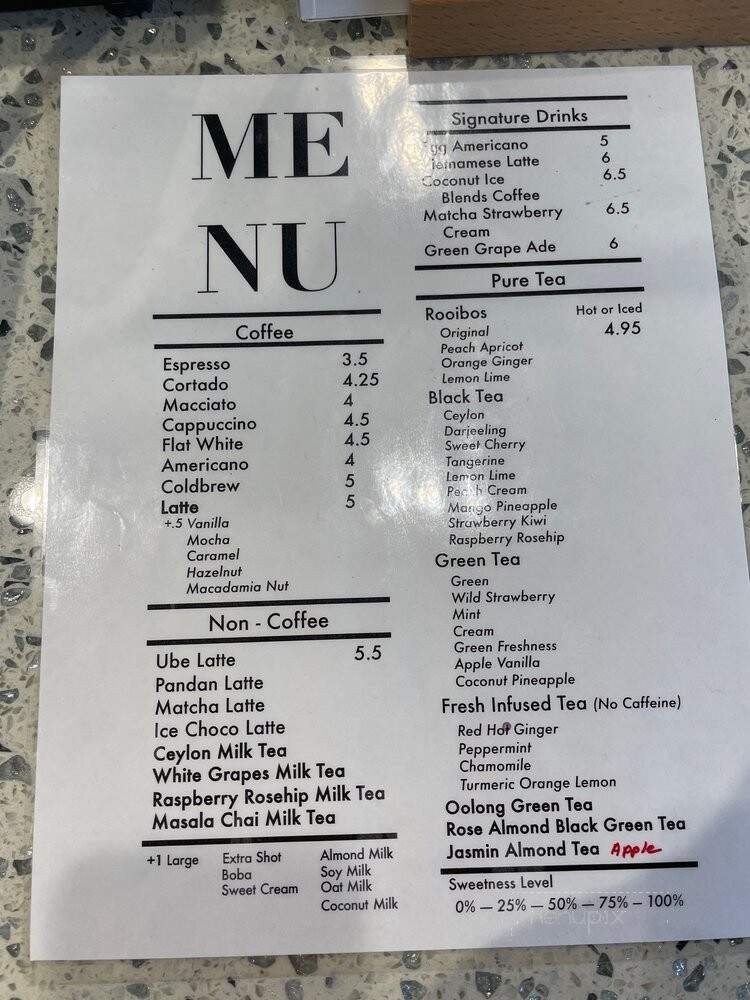 ME
NU
Coffee
Espresso 3.5
Cortado 4.25
Macciato 4
Cappuccino 4.5
Flat White 4.5
Americano 4
Coldbrew 5
Latte 5
+.5 Vanilla
Mocha
Caramel
Hazelnut
Macadamia Nut
Non - Coffee
Ube Latte 5.5
Pandan Latte
Matcha Latte
Ice Choco Latte
Ceylon Milk Tea
White Grapes Milk Tea
Raspberry Rosehip Milk Tea
Masala Chai Milk Tea
+1 Large
Extra Shot
Boba
Sweet Cream
Almond Milk
Soy Milk
Oat Milk
Coconut Milk
Signature Drinks
Egg Americano 5
Vietnamese Latte 6
Coconut Ice 6.5
Blends Coffee
Matcha Strawberry 6.5
Cream
Green Grape Ade 6
Pure Tea
Rooibos Hot or Iced
Original 4.95
Peach Apricot
Orange Ginger
Lemon Lime
Black Tea
Ceylon
Darjeeling
Sweet Cherry
Tangerine
Lemon Lime
Peach Cream
Mango Pineapple
Strawberry Kiwi
Raspberry Rosehip
Green Tea
Green
Wild Strawberry
Mint
Cream
Green Freshness
Apple Vanilla
Coconut Pineapple
Fresh Infused Tea (No Caffeine)
Red Hot Ginger
Peppermint
Chamomile
Turmeric Orange Lemon
Oolong Green Tea
Rose Almond Black Green Tea
Jasmin Almond Tea Apple
Sweetness Level
0% — 25% — 50% — 75% — 100%
menupix